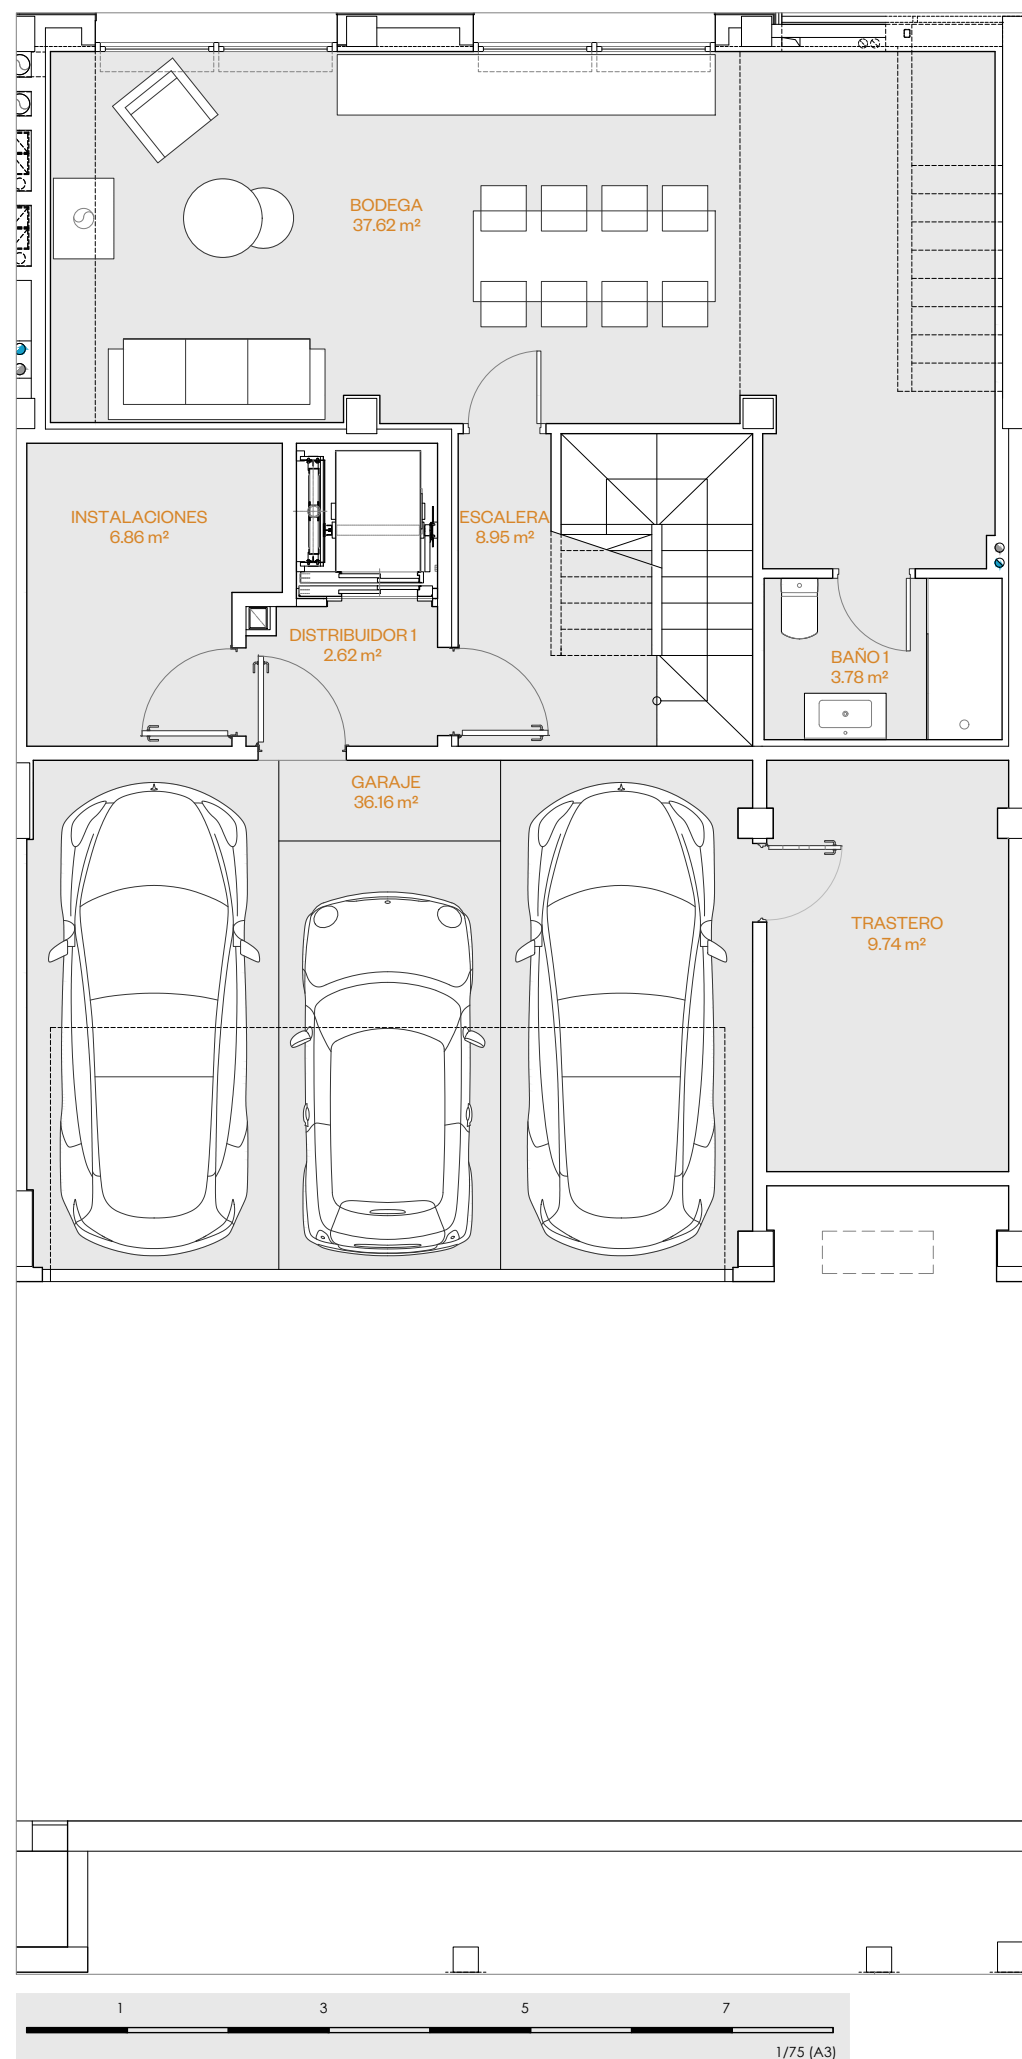 BODEGA
37.62 m²
INSTALACIONES
6.86 m²
ESCALERA
8.95 m²
DISTRIBUIDOR 1
2.62 m²
BAÑO 1
3.78 m²
GARAJE
36.16 m²
TRASTERO
9.74 m²
1 3 5 7
1/75 (A3)